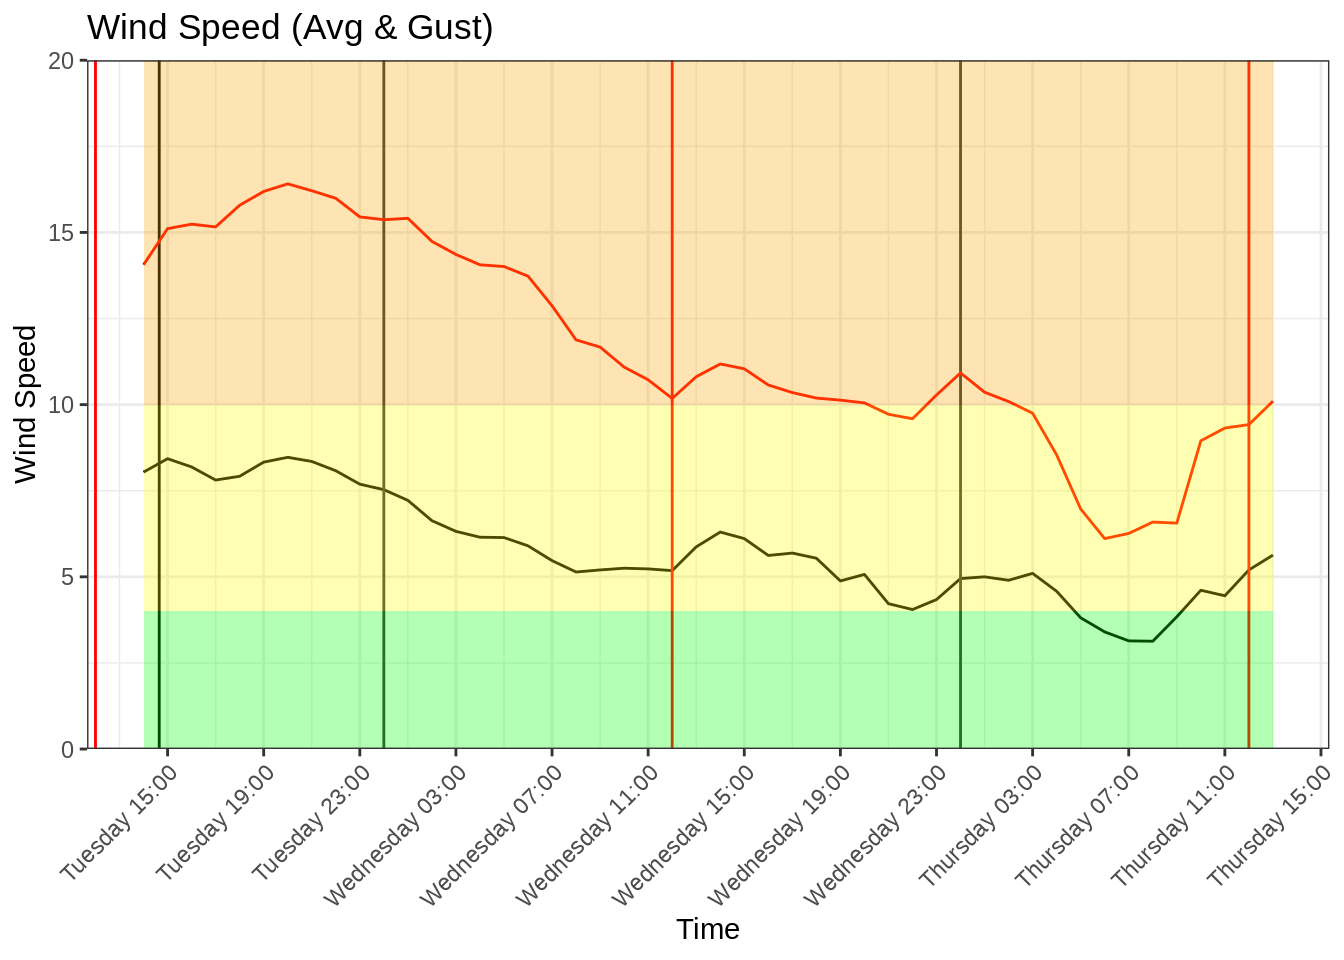 Wind Speed (Avg & Gust)
20
15
10
5
0
Wind Speed
Tuesday 15:00
Tuesday 19:00
Tuesday 23:00
Wednesday 03:00
Wednesday 07:00
Wednesday 11:00
Wednesday 15:00
Wednesday 19:00
Wednesday 23:00
Thursday 03:00
Thursday 07:00
Thursday 11:00
Thursday 15:00
Time